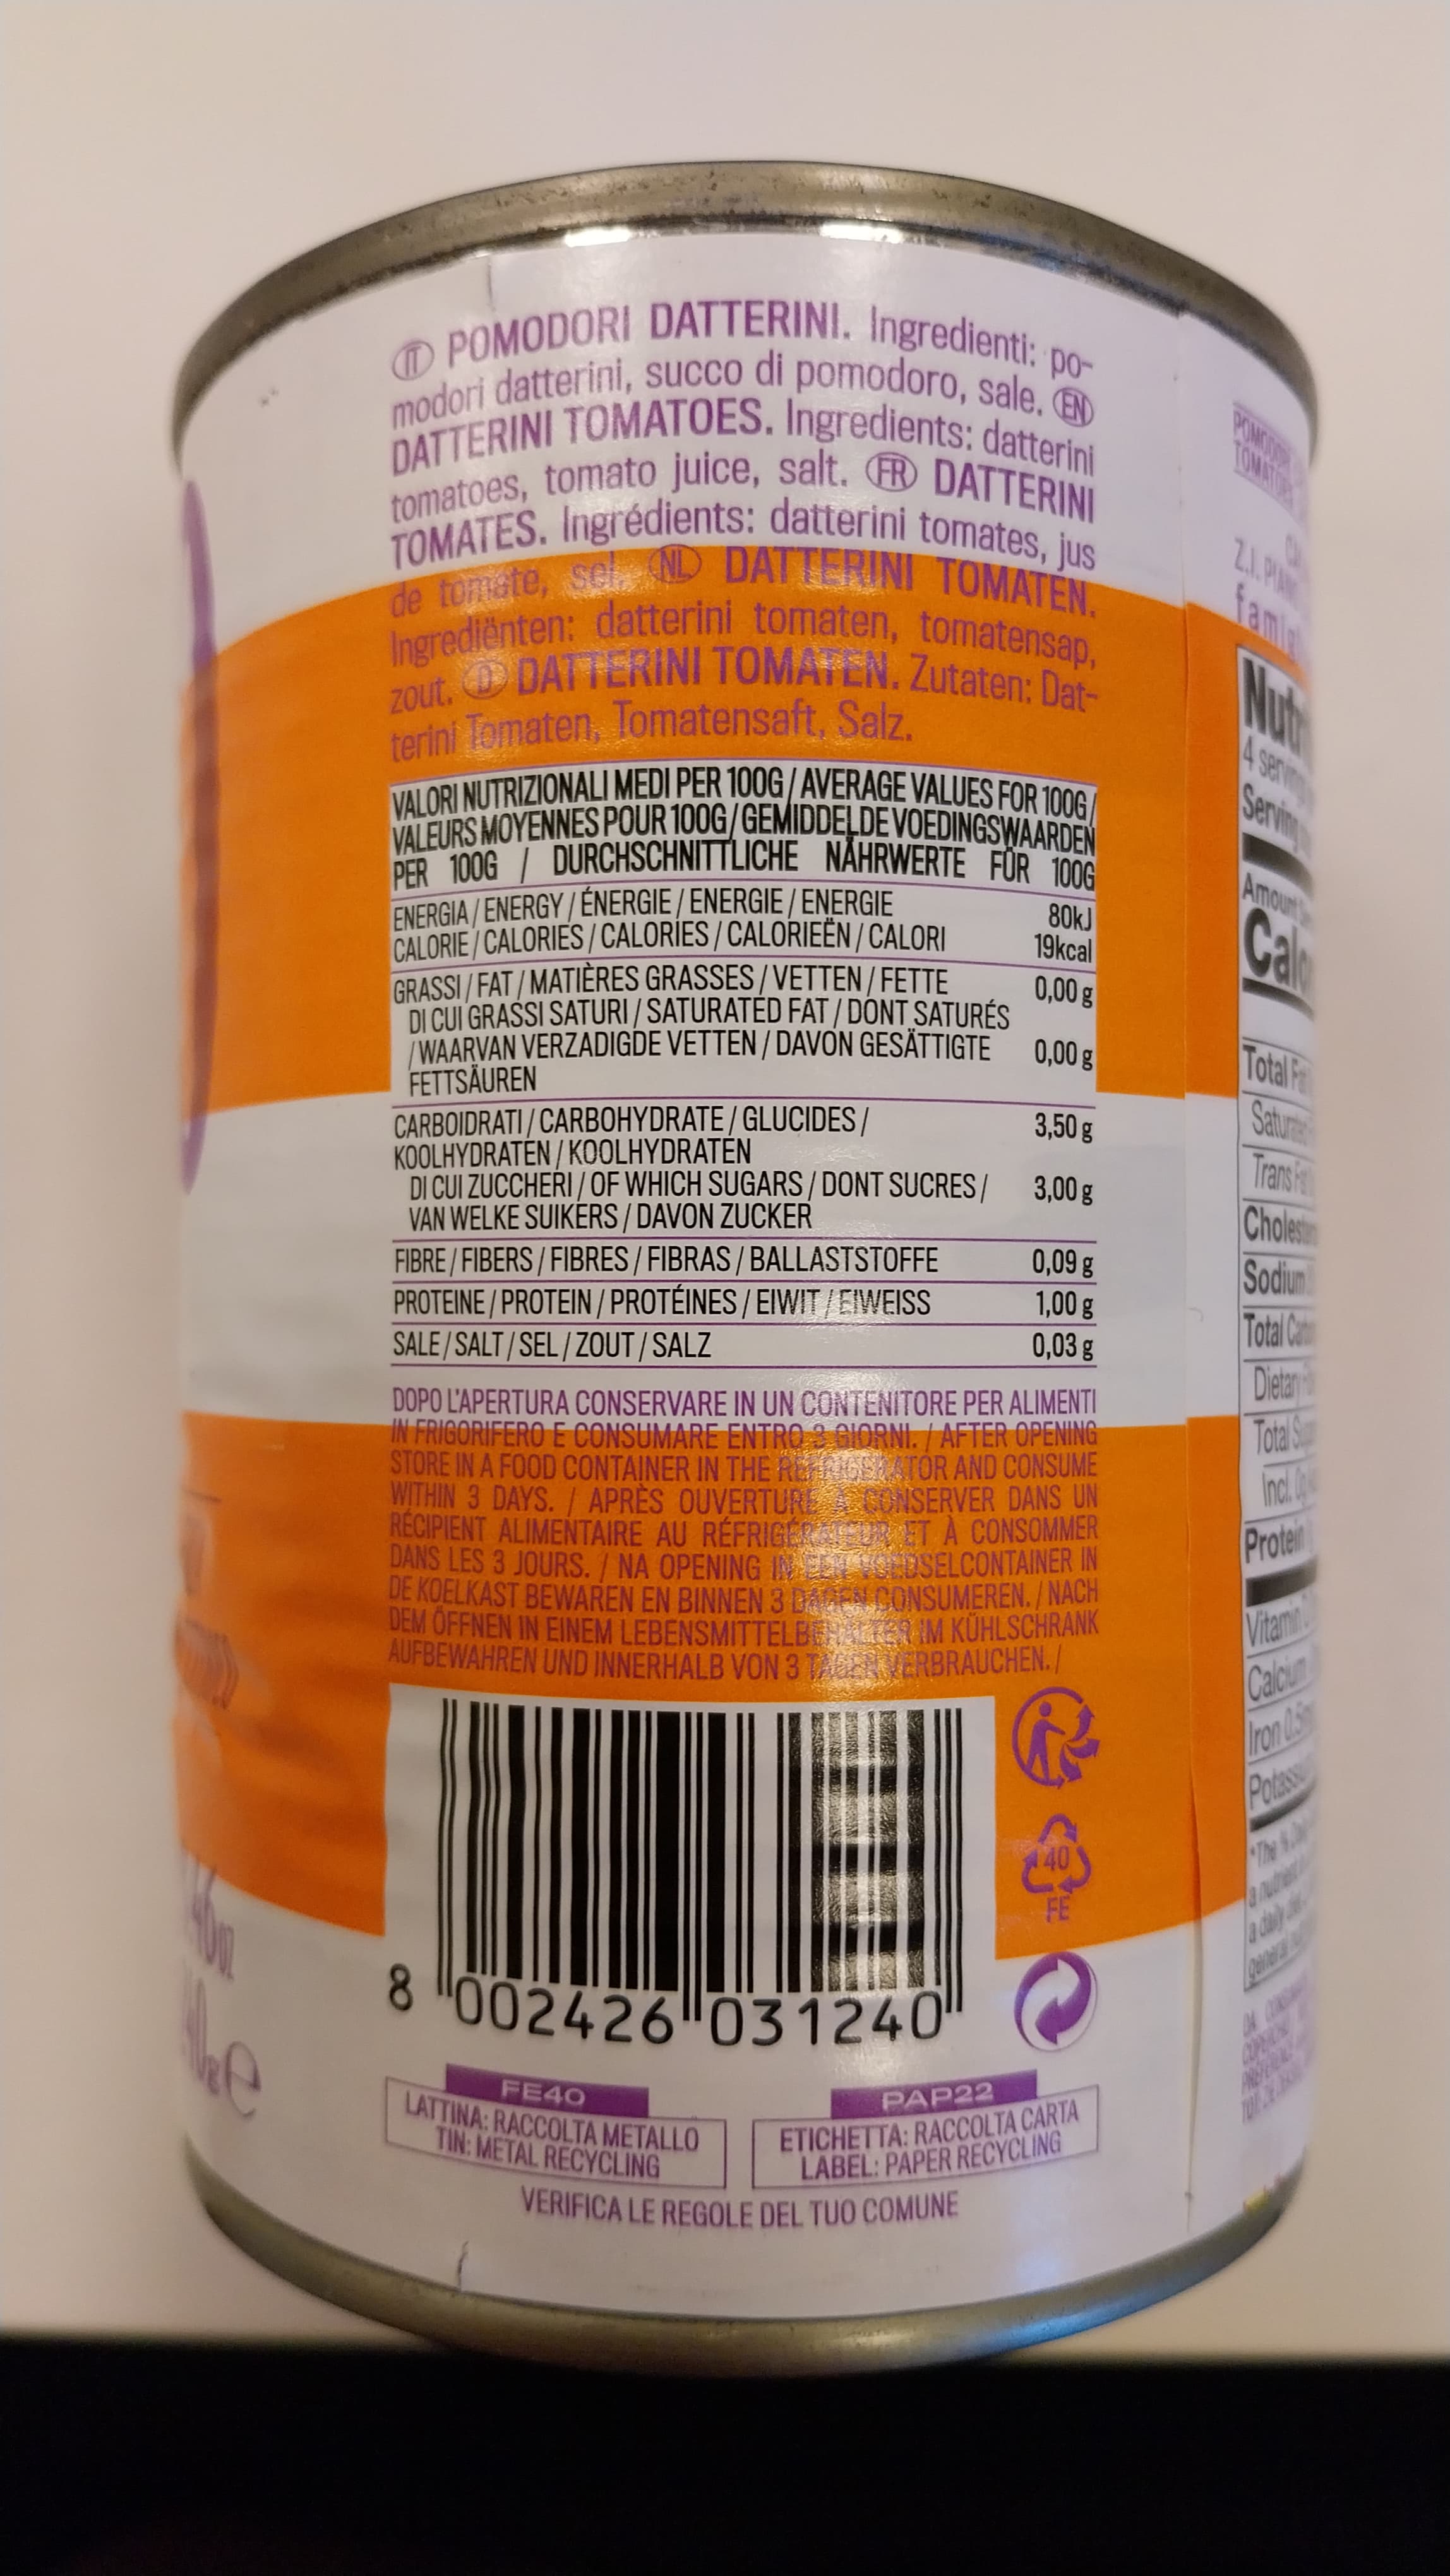 IT POMODORI DATTERINI. Ingredienti: po-
modori datterini, succo di pomodoro, sale. EN
DATTERINI TOMATOES. Ingredients: datterini
tomatoes, tomato juice, salt. FR DATTERINI
TOMATES. Ingrédients: datterini tomates, jus
de tomate, sel. NL DATTERINI TOMATEN.
Ingrediënten: datterini tomaten, tomatensap,
zout. D DATTERINI TOMATEN. Zutaten: Dat-
terini Tomaten, Tomatensaft, Salz.
VALORI NUTRIZIONALI MEDI PER 100G / AVERAGE VALUES FOR 100G /
VALEURS MOYENNES POUR 100G / GEMIDDELDE VOEDINGSWAARDEN
PER 100G / DURCHSCHNITTLICHE NÄHRWERTE FÜR 100G
ENERGIA / ENERGY / ÉNERGIE / ENERGIE / ENERGIE 80kJ
CALORIE / CALORIES / CALORIES / CALORIEËN / CALORI 19kcal
GRASSI / FAT / MATIÈRES GRASSES / VETTEN / FETTE 0,00 g
DI CUI GRASSI SATURI / SATURATED FAT / DONT SATURÉS
/ WAARVAN VERZADIGDE VETTEN / DAVON GESÄTTIGTE 0,00 g
FETTSÄUREN
CARBOIDRATI / CARBOHYDRATE / GLUCIDES / 3,50 g
KOOLHYDRATEN / KOOLHYDRATEN
DI CUI ZUCCHERI / OF WHICH SUGARS / DONT SUCRES / 3,00 g
VAN WELKE SUIKERS / DAVON ZUCKER
FIBRE / FIBERS / FIBRES / FIBRAS / BALLASTSTOFFE 0,09 g
PROTEINE / PROTEIN / PROTÉINES / EIWIT / EIWEISS 1,00 g
SALE / SALT / SEL / ZOUT / SALZ 0,03 g
DOPO L'APERTURA CONSERVARE IN UN CONTENITORE PER ALIMENTI
IN FRIGORIFERO E CONSUMARE ENTRO 3 GIORNI. / AFTER OPENING
STORE IN A FOOD CONTAINER IN THE REFRIGERATOR AND CONSUME
WITHIN 3 DAYS. / APRÈS OUVERTURE À CONSERVER DANS UN
RÉCIPIENT ALIMENTAIRE AU RÉFRIGÉRATEUR ET À CONSOMMER
DANS LES 3 JOURS. / NA OPENING IN EEN VOEDSELCONTAINER IN
DE KOELKAST BEWAREN EN BINNEN 3 DAGEN CONSUMEREN. / NACH
DEM ÖFFNEN IN EINEM LEBENSMITTELBEHÄLTER IM KÜHLSCHRANK
AUFBEWAHREN UND INNERHALB VON 3 TAGEN VERBRAUCHEN. /
40
FE
8 002426 031240
FE40
LATTINA: RACCOLTA METALLO
TIN: METAL RECYCLING
PAP22
ETICHETTA: RACCOLTA CARTA
LABEL: PAPER RECYCLING
VERIFICA LE REGOLE DEL TUO COMUNE
Z.I.
4
Serving
Amount
Total
Trans
Sodium
Total
Dietary
Total
Incl.
Protein
Vitamin
Calcium
Iron
*The %